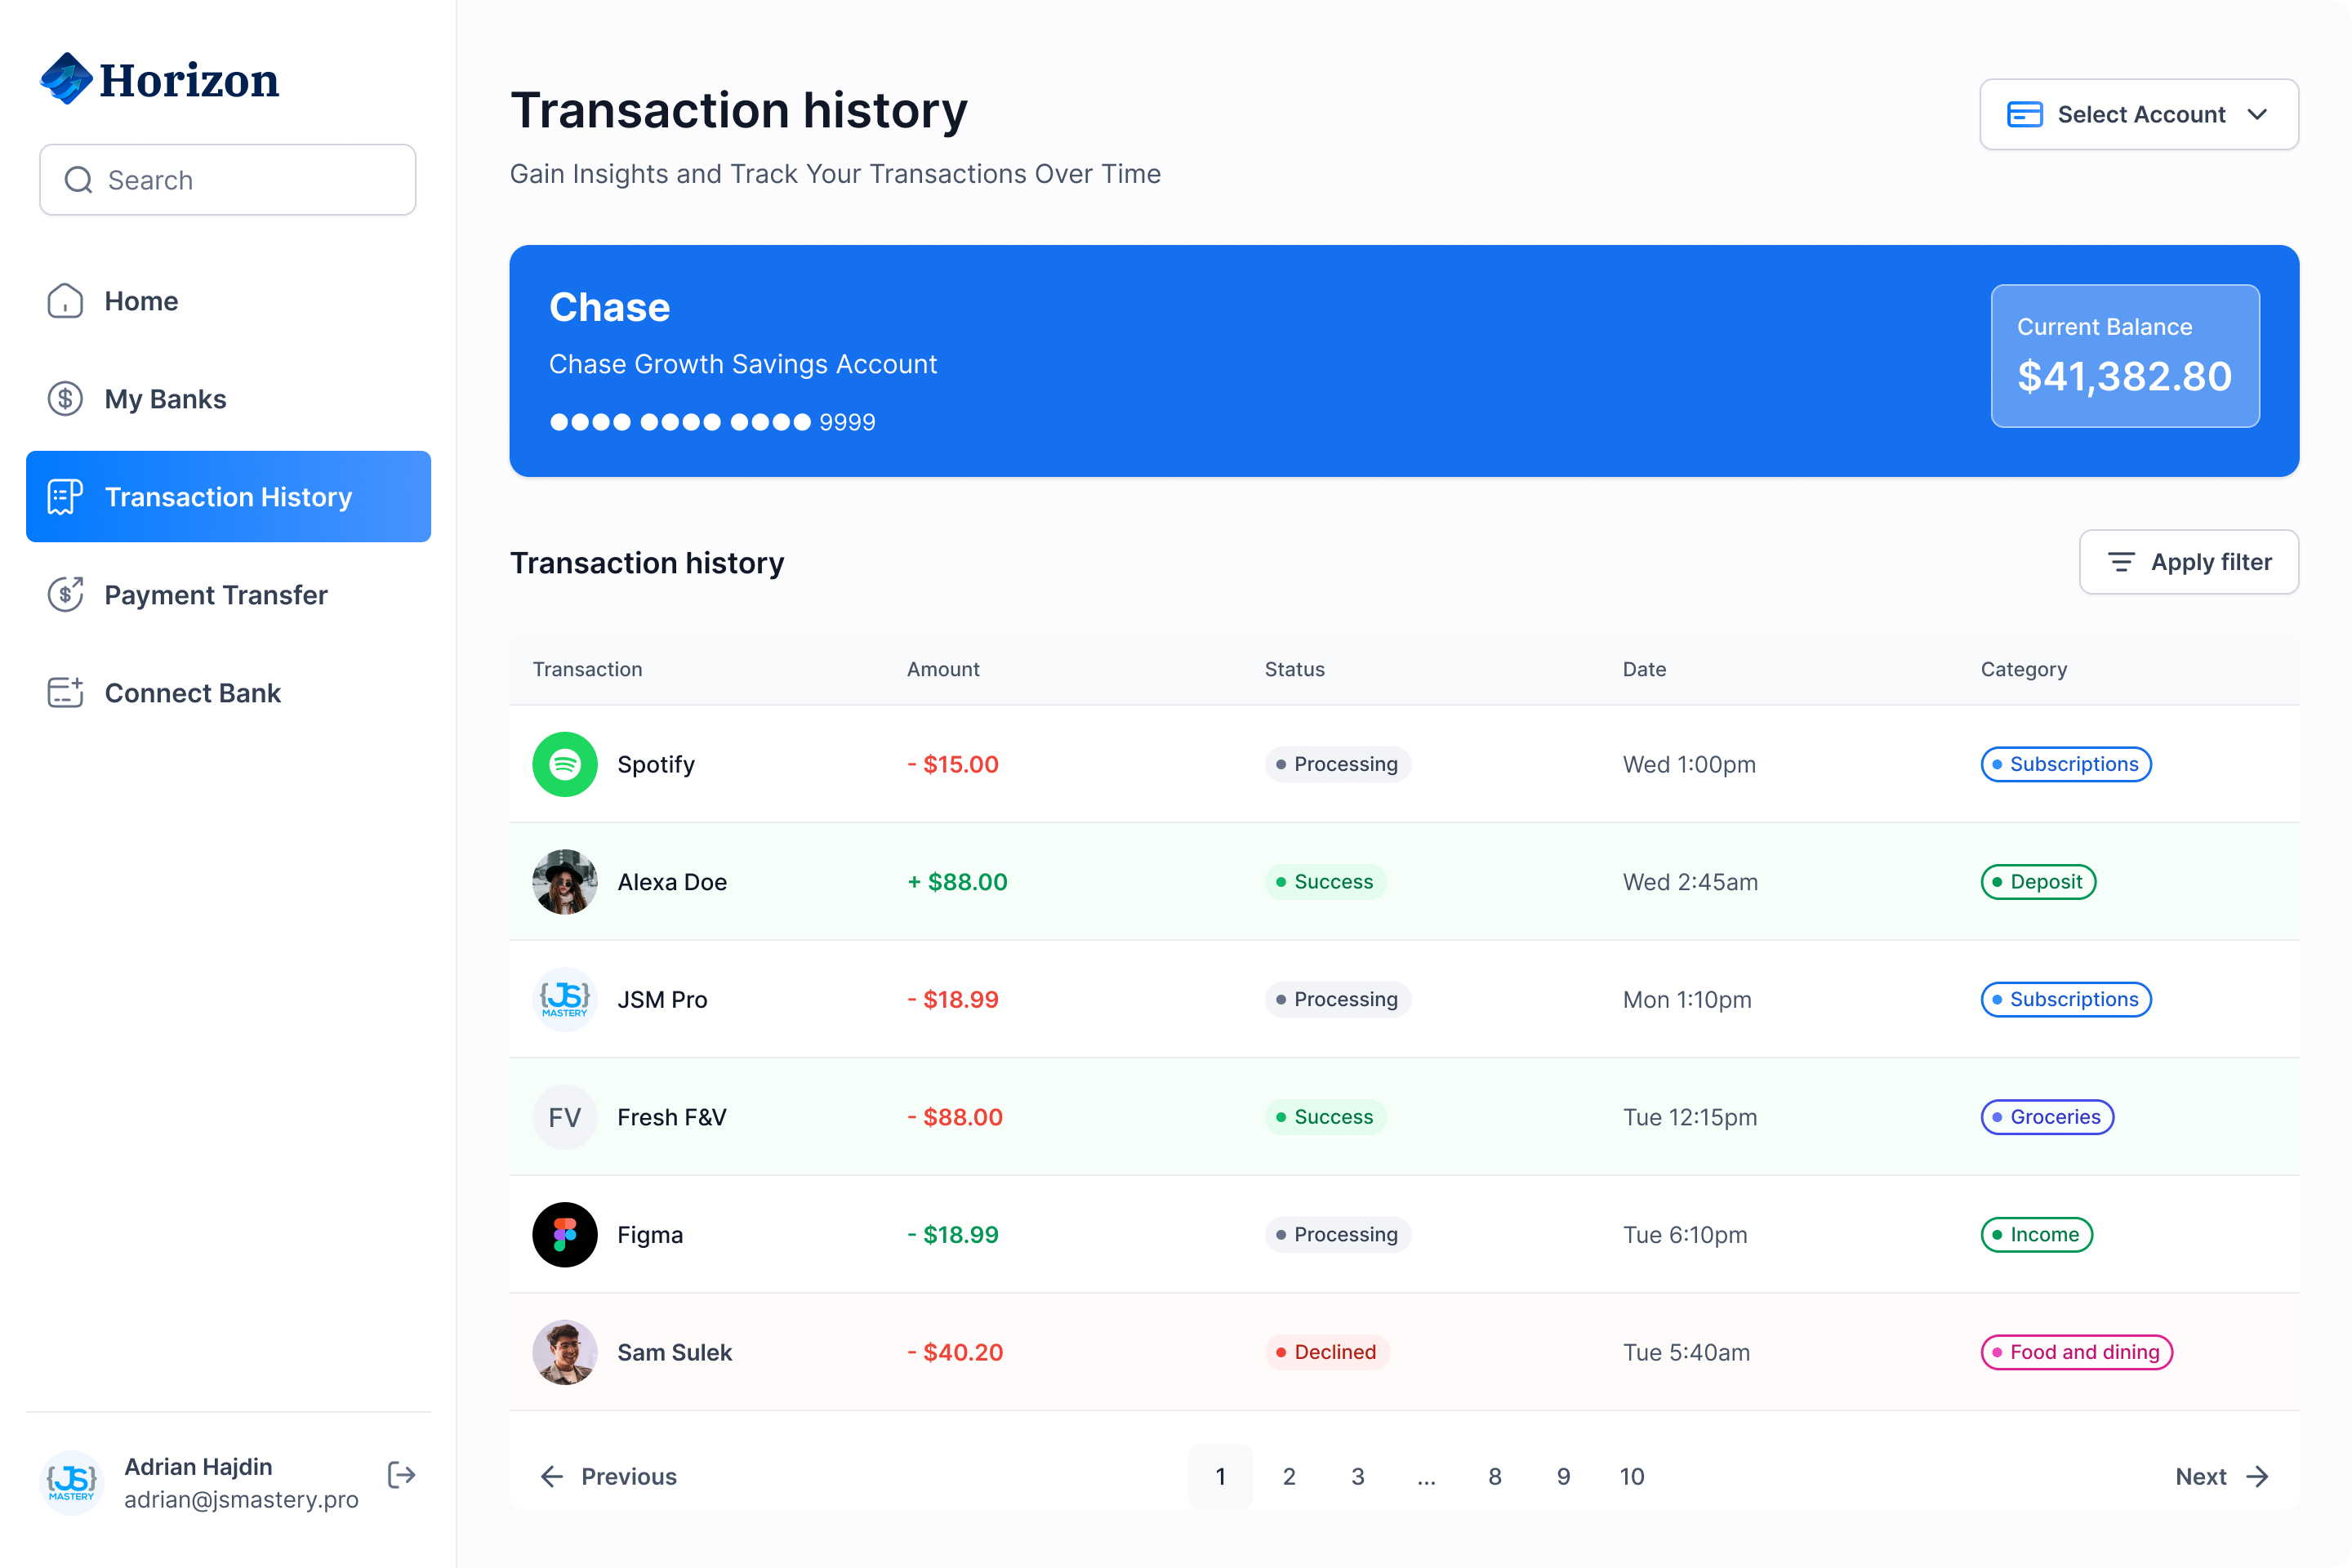 Horizon
Search
Home
My Banks
Transaction History
Payment Transfer
Connect Bank
Adrian Hajdin
adrian@jsmastery.pro
{JS}
MASTERY
Transaction history
Gain Insights and Track Your Transactions Over Time
Select Account
Chase
Chase Growth Savings Account
●●●● ●●●● ●●●● 9999
Current Balance
$41,382.80
Transaction history
Apply filter
Transaction Amount Status Date Category
Spotify - $15.00 Processing Wed 1:00pm Subscriptions
Alexa Doe + $88.00 Success Wed 2:45am Deposit
{JS} MASTERY JSM Pro - $18.99 Processing Mon 1:10pm Subscriptions
FV Fresh F&V - $88.00 Success Tue 12:15pm Groceries
Figma - $18.99 Processing Tue 6:10pm Income
Sam Sulek - $40.20 Declined Tue 5:40am Food and dining
Previous 1 2 3 ... 8 9 10 Next